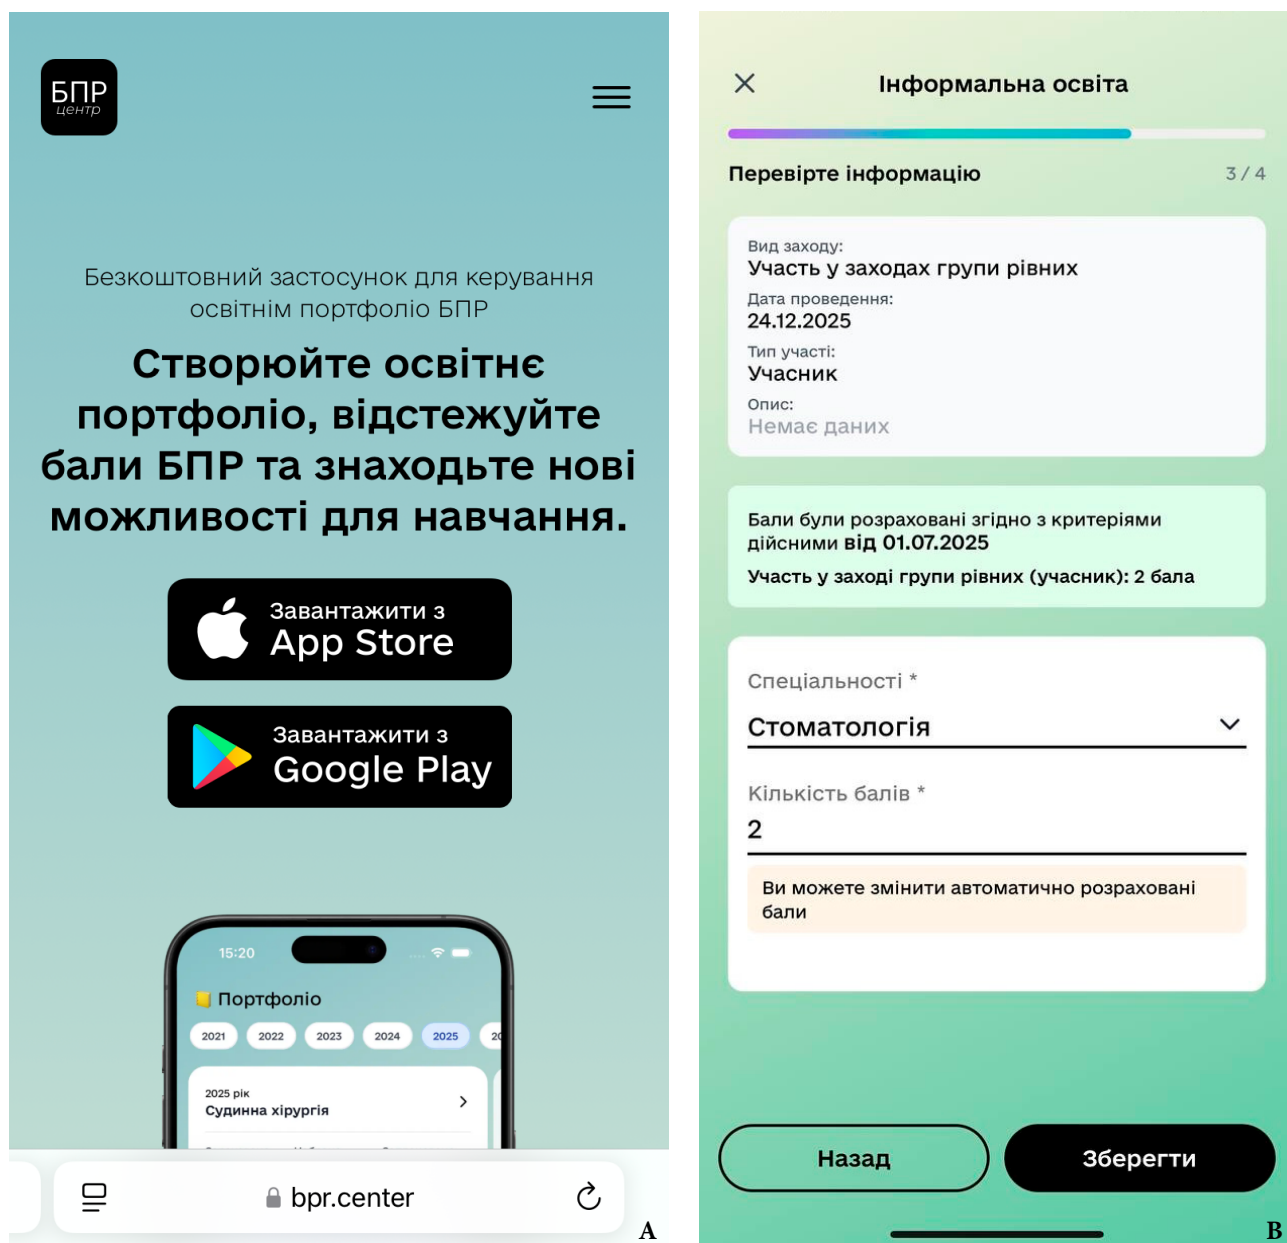 БПР
центр
Безкоштовний застосунок для керування
освітнім портфоліо БПР
Створюйте освітнє
портфоліо, відстежуйте
бали БПР та знаходьте нові
можливості для навчання.
Завантажити з
App Store
Завантажити з
Google Play
15:20
Портфоліо
2021 2022 2023 2024 2025
2025 рік
Судинна хірургія
bpr.center
A
Інформальна освіта
Перевірте інформацію 3 / 4
Вид заходу:
Участь у заходах групи рівних
Дата проведення:
24.12.2025
Тип участі:
Учасник
Опис:
Немає даних
Бали були розраховані згідно з критеріями
дійсними від 01.07.2025
Участь у заході групи рівних (учасник): 2 бала
Спеціальності *
Стоматологія
Кількість балів *
2
Ви можете змінити автоматично розраховані
бали
Назад Зберегти
B